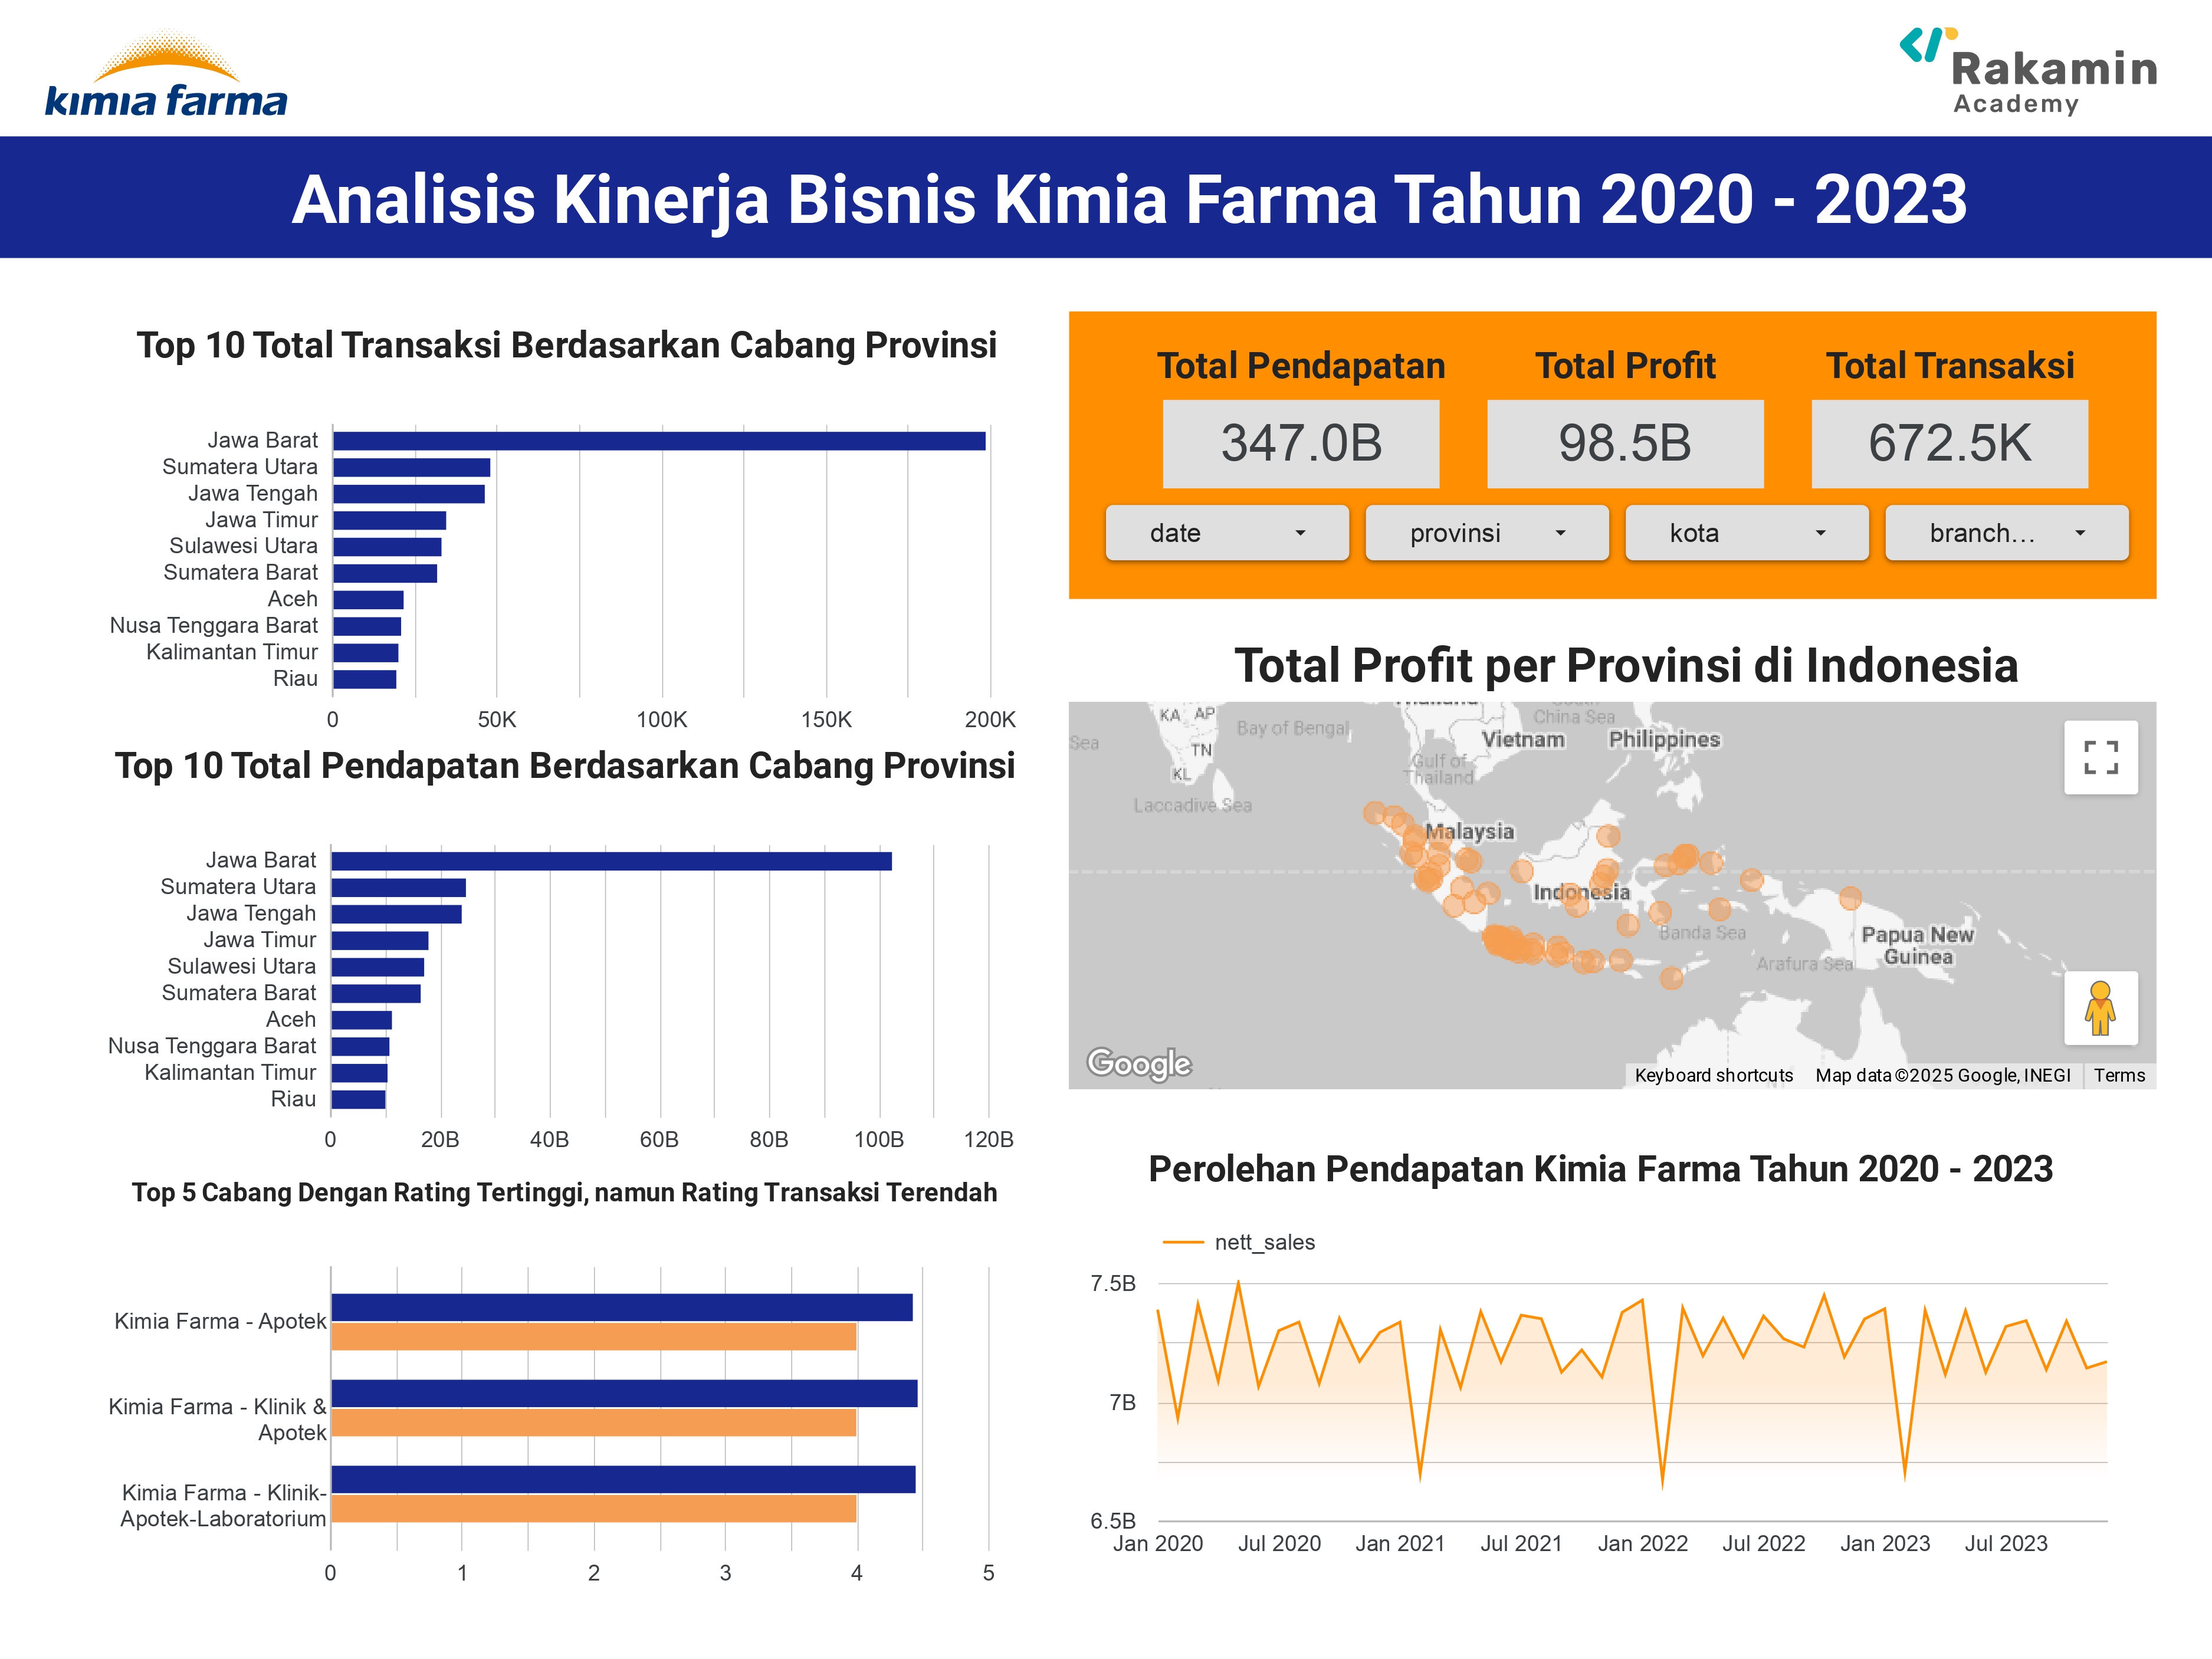 kimia farma
Rakamin
Academy
Analisis Kinerja Bisnis Kimia Farma Tahun 2020 - 2023
Top 10 Total Transaksi Berdasarkan Cabang Provinsi
Jawa Barat
Sumatera Utara
Jawa Tengah
Jawa Timur
Sulawesi Utara
Sumatera Barat
Aceh
Nusa Tenggara Barat
Kalimantan Timur
Riau
0 50K 100K 150K 200K
Top 10 Total Pendapatan Berdasarkan Cabang Provinsi
Jawa Barat
Sumatera Utara
Jawa Tengah
Jawa Timur
Sulawesi Utara
Sumatera Barat
Aceh
Nusa Tenggara Barat
Kalimantan Timur
Riau
0 20B 40B 60B 80B 100B 120B
Top 5 Cabang Dengan Rating Tertinggi, namun Rating Transaksi Terendah
Kimia Farma - Apotek
Kimia Farma - Klinik &
Apotek
Kimia Farma - Klinik-
Apotek-Laboratorium
0 1 2 3 4 5
Total Pendapatan Total Profit Total Transaksi
347.0B 98.5B 672.5K
date provinsi kota branch...
Total Profit per Provinsi di Indonesia
KA AP
Bay of Bengal
Thailand
South
China Sea
Sea
TN
Vietnam
Philippines
KL
Gulf of
Thailand
Laccadive Sea
Malaysia
Indonesia
Banda Sea
Papua New
Guinea
Arafura Sea
Google
Keyboard shortcuts Map data ©2025 Google, INEGI Terms
Perolehan Pendapatan Kimia Farma Tahun 2020 - 2023
nett_sales
7.5B
7B
6.5B
Jan 2020 Jul 2020 Jan 2021 Jul 2021 Jan 2022 Jul 2022 Jan 2023 Jul 2023